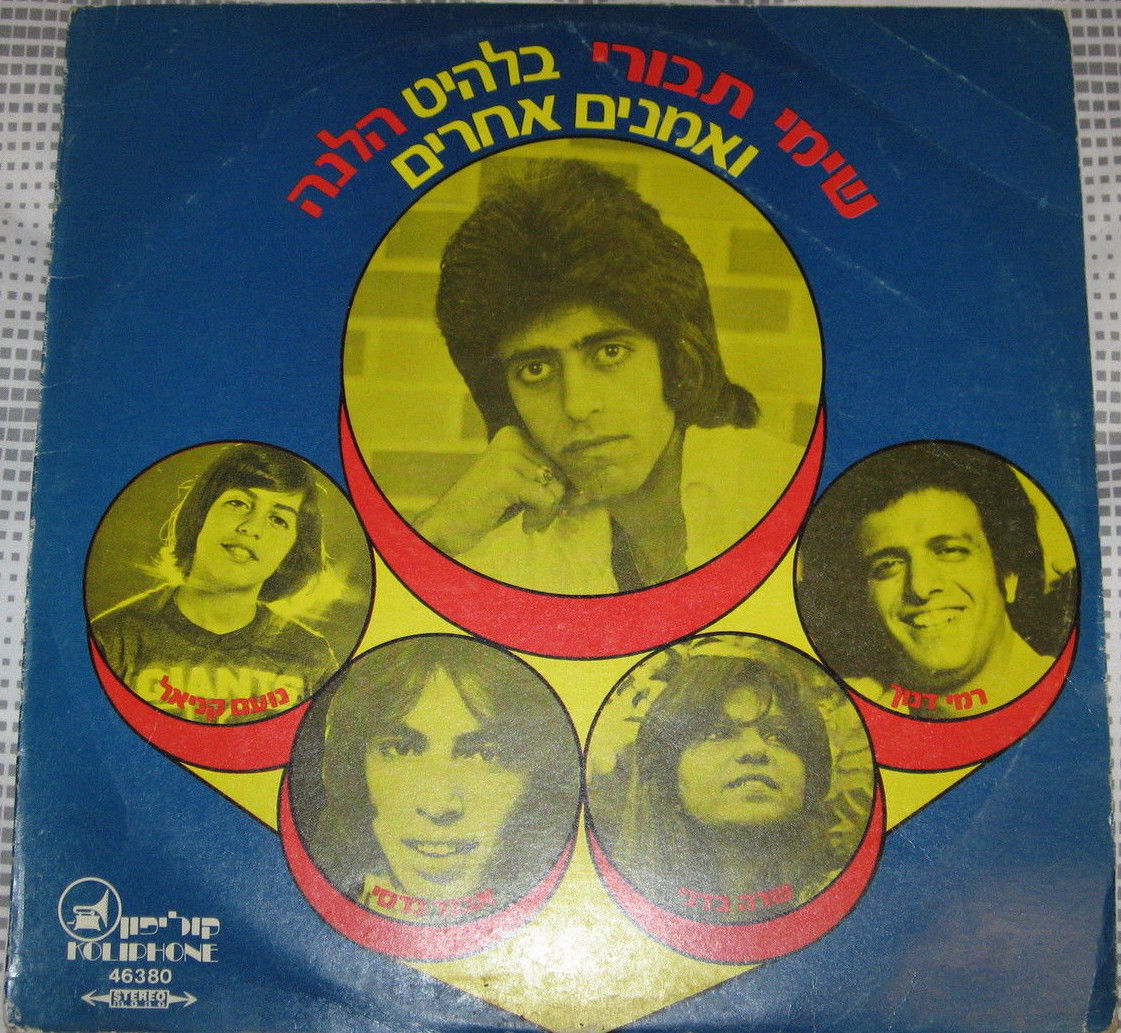 שימי תבורי בלהיט הלנה
ואמנים אחרים
GIANTS
נועם קניאל
רמי דנוך
קוליפון
KOLIPHONE
46380
STEREO